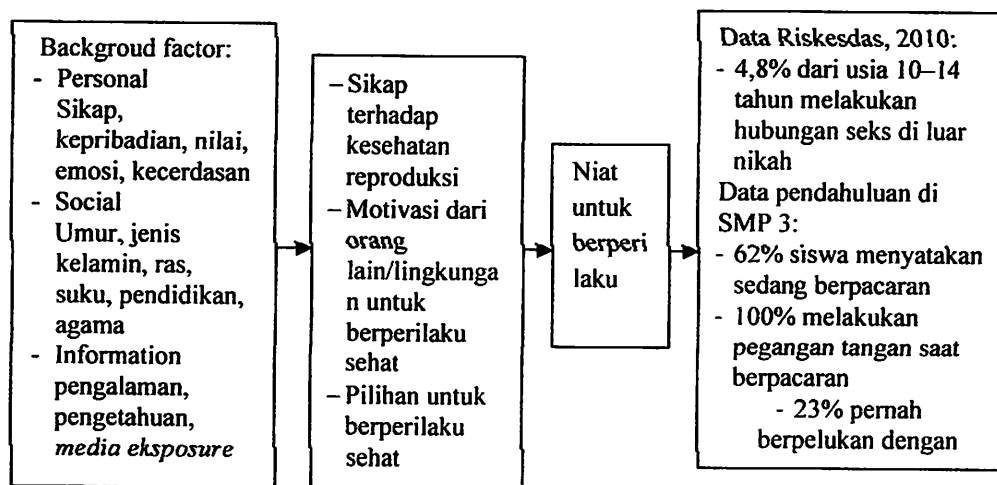 Backgroud factor:
- Personal
Sikap,
kepribadian, nilai,
emosi, kecerdasan
- Social
Umur, jenis
kelamin, ras,
suku, pendidikan,
agama
- Information
pengalaman,
pengetahuan,
media eksposure
– Sikap
terhadap
kesehatan
reproduksi
– Motivasi dari
orang
lain/lingkunga
n untuk
berperilaku
sehat
– Pilihan untuk
berperilaku
sehat
Niat
untuk
berperi
laku
Data Riskesdas, 2010:
- 4,8% dari usia 10–14
tahun melakukan
hubungan seks di luar
nikah
Data pendahuluan di
SMP 3:
- 62% siswa menyatakan
sedang berpacaran
- 100% melakukan
pegangan tangan saat
berpacaran
- 23% pernah
berpelukan dengan